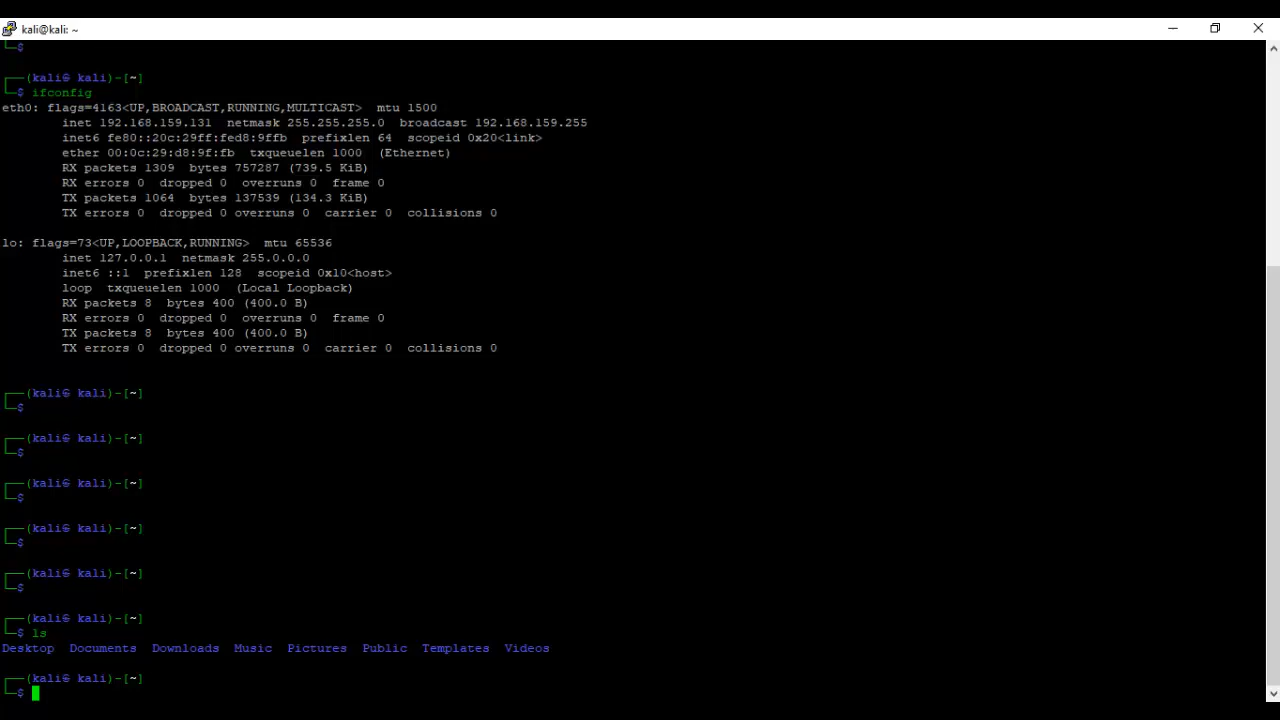 kali@kali: ~
└─$
┌──(kali㉿ kali)-[~]
└─$ ifconfig
eth0: flags=4163<UP,BROADCAST,RUNNING,MULTICAST>  mtu 1500
        inet 192.168.159.131  netmask 255.255.255.0  broadcast 192.168.159.255
        inet6 fe80::20c:29ff:fed8:9ffb  prefixlen 64  scopeid 0x20<link>
        ether 00:0c:29:d8:9f:fb  txqueuelen 1000  (Ethernet)
        RX packets 1309  bytes 757287 (739.5 KiB)
        RX errors 0  dropped 0  overruns 0  frame 0
        TX packets 1064  bytes 137539 (134.3 KiB)
        TX errors 0  dropped 0 overruns 0  carrier 0  collisions 0
lo: flags=73<UP,LOOPBACK,RUNNING>  mtu 65536
        inet 127.0.0.1  netmask 255.0.0.0
        inet6 ::1  prefixlen 128  scopeid 0x10<host>
        loop  txqueuelen 1000  (Local Loopback)
        RX packets 8  bytes 400 (400.0 B)
        RX errors 0  dropped 0  overruns 0  frame 0
        TX packets 8  bytes 400 (400.0 B)
        TX errors 0  dropped 0 overruns 0  carrier 0  collisions 0
┌──(kali㉿ kali)-[~]
└─$
┌──(kali㉿ kali)-[~]
└─$
┌──(kali㉿ kali)-[~]
└─$
┌──(kali㉿ kali)-[~]
└─$
┌──(kali㉿ kali)-[~]
└─$
┌──(kali㉿ kali)-[~]
└─$ ls
Desktop  Documents  Downloads  Music  Pictures  Public  Templates  Videos
┌──(kali㉿ kali)-[~]
└─$